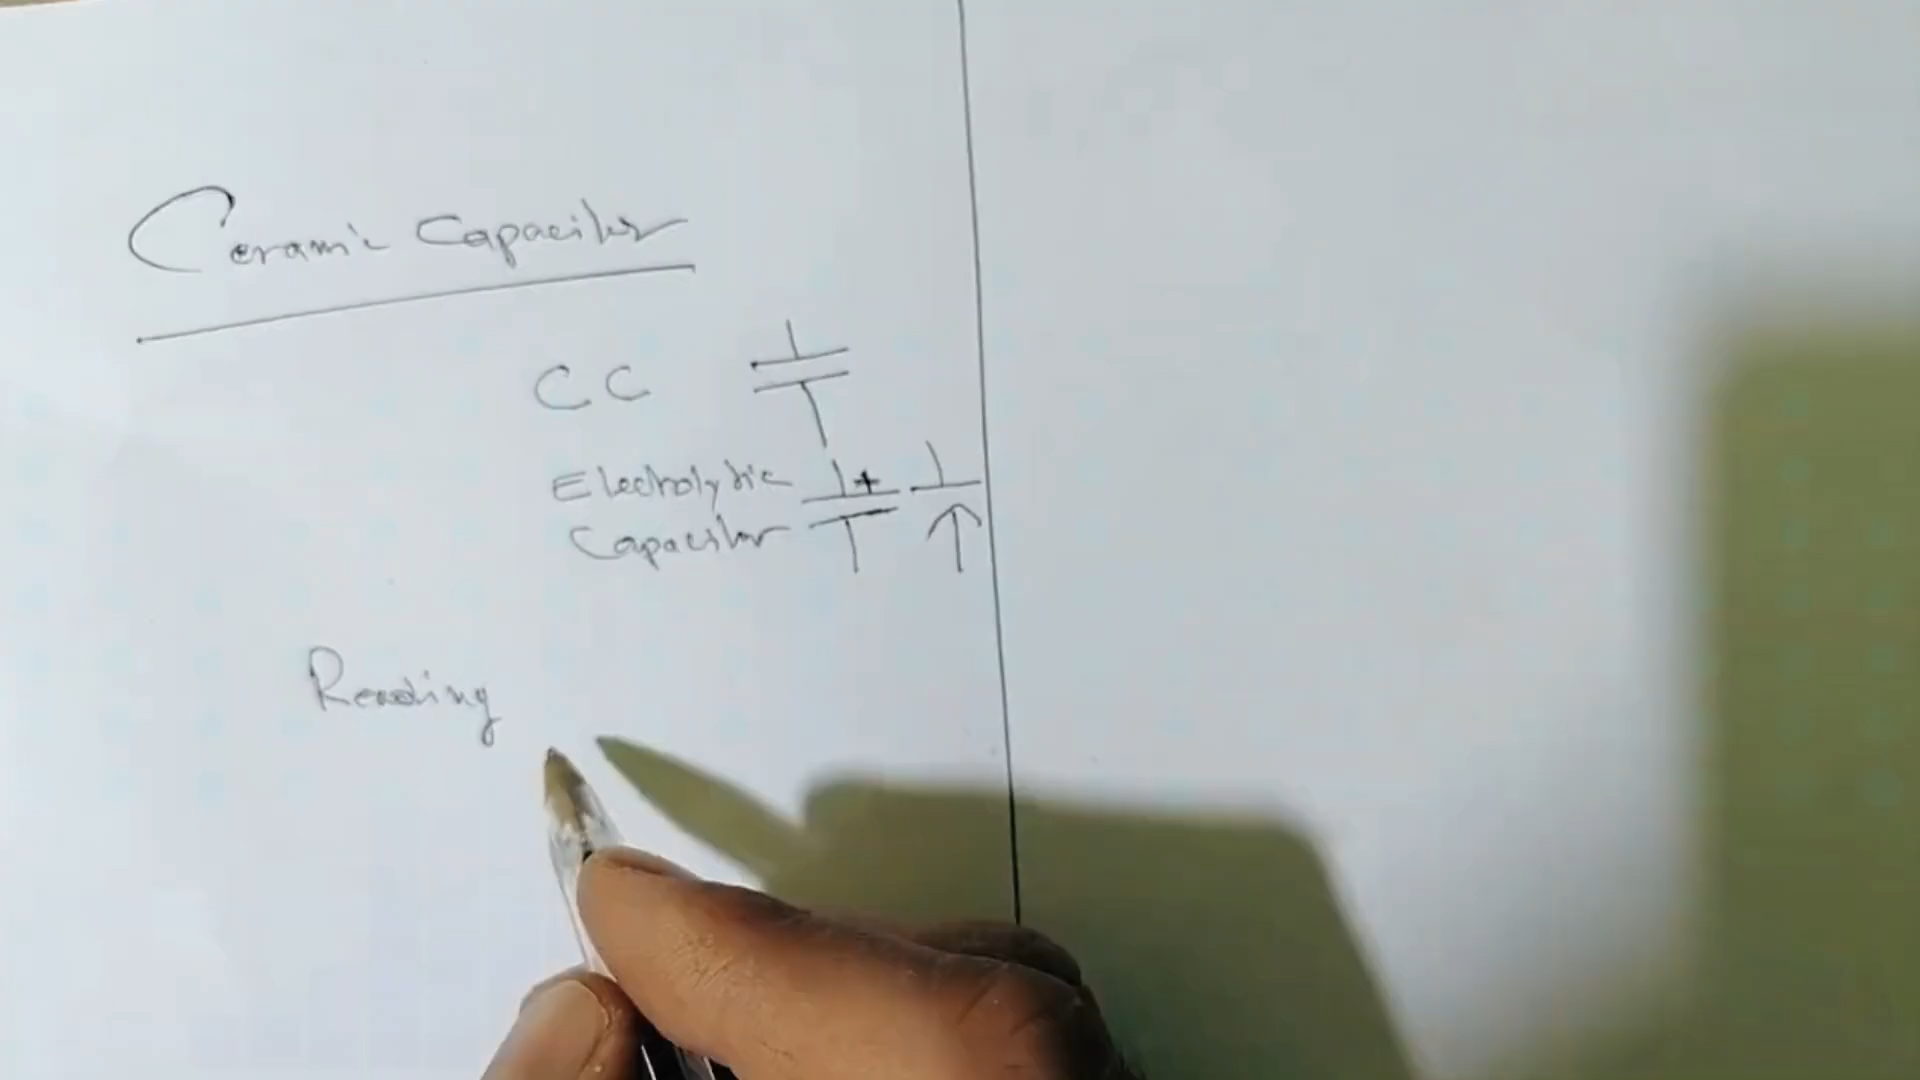 Ceramic Capacitor
CC
Electrolytic
Capacitor
+
Reading